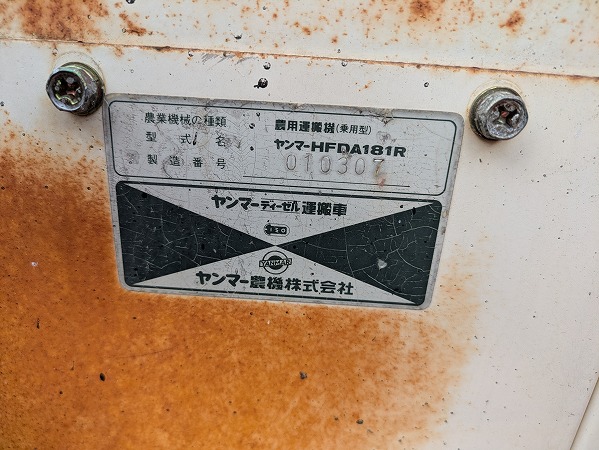 農業機械の種類 農用運搬機(乗用型)
型式名 ヤンマーHFDA181R
製造番号 010307
ヤンマーディーゼル運搬車
YANMAR
ヤンマー農機株式会社